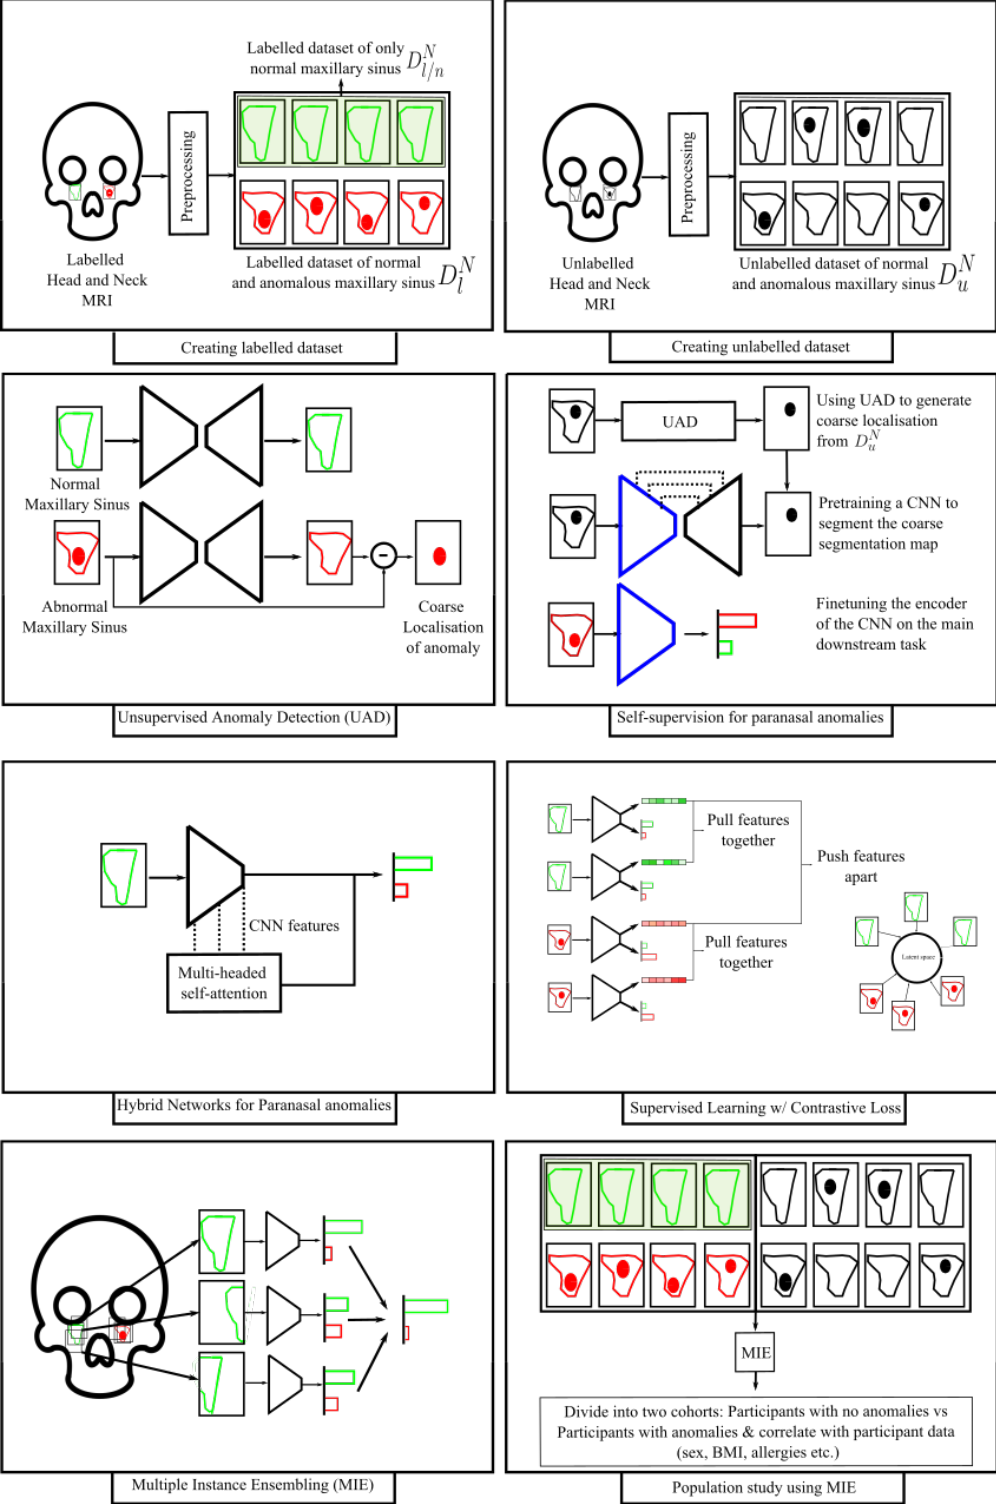 Labelled dataset of only
normal maxillary sinus D^N_{l/n}
Preprocessing
Labelled
Head and Neck
MRI
Labelled dataset of normal
and anomalous maxillary sinus D^N_l
Creating labelled dataset
Preprocessing
Unlabelled
Head and Neck
MRI
Unlabelled dataset of normal
and anomalous maxillary sinus D^N_u
Creating unlabelled dataset
Normal
Maxillary Sinus
Abnormal
Maxillary Sinus
-
Coarse
Localisation
of anomaly
Unsupervised Anomaly Detection (UAD)
UAD
Using UAD to generate
coarse localisation
from D^N_u
Pretraining a CNN to
segment the coarse
segmentation map
Finetuning the encoder
of the CNN on the main
downstream task
Self-supervision for paranasal anomalies
CNN features
Multi-headed
self-attention
Hybrid Networks for Paranasal anomalies
Pull features
together
Push features
apart
Pull features
together
Latent space
Supervised Learning w/ Contrastive Loss
Multiple Instance Ensembling (MIE)
MIE
Divide into two cohorts: Participants with no anomalies vs
Participants with anomalies & correlate with participant data
(sex, BMI, allergies etc.)
Population study using MIE